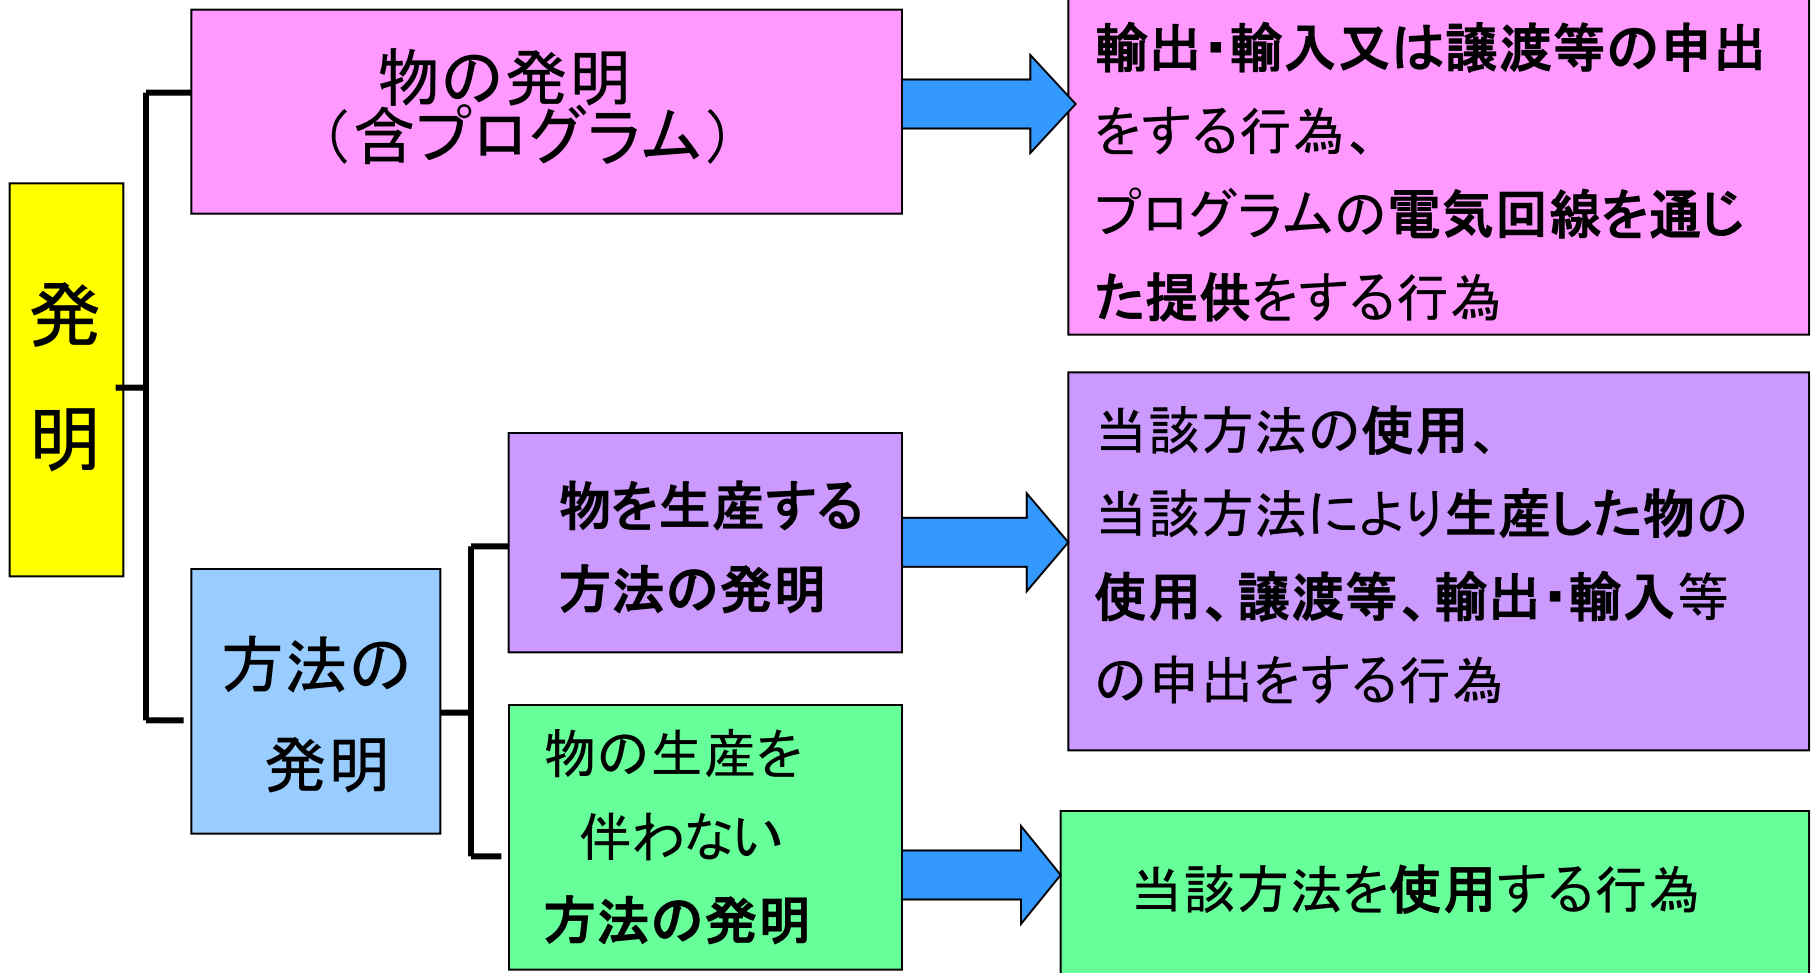 発
明
物の発明
（含プログラム）
輸出・輸入又は譲渡等の申出
をする行為、
プログラムの電気回線を通じ
た提供をする行為
方法の
発明
物を生産する
方法の発明
当該方法の使用、
当該方法により生産した物の
使用、譲渡等、輸出・輸入等
の申出をする行為
物の生産を
伴わない
方法の発明
当該方法を使用する行為